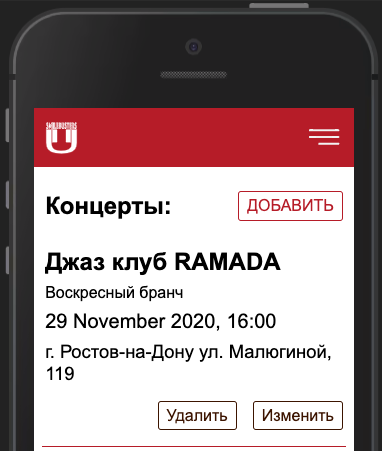 SMALLBUSTERS
Концерты:
ДОБАВИТЬ
Джаз клуб RAMADA
Воскресный бранч
29 November 2020, 16:00
г. Ростов-на-Дону ул. Малюгиной,
119
Удалить
Изменить